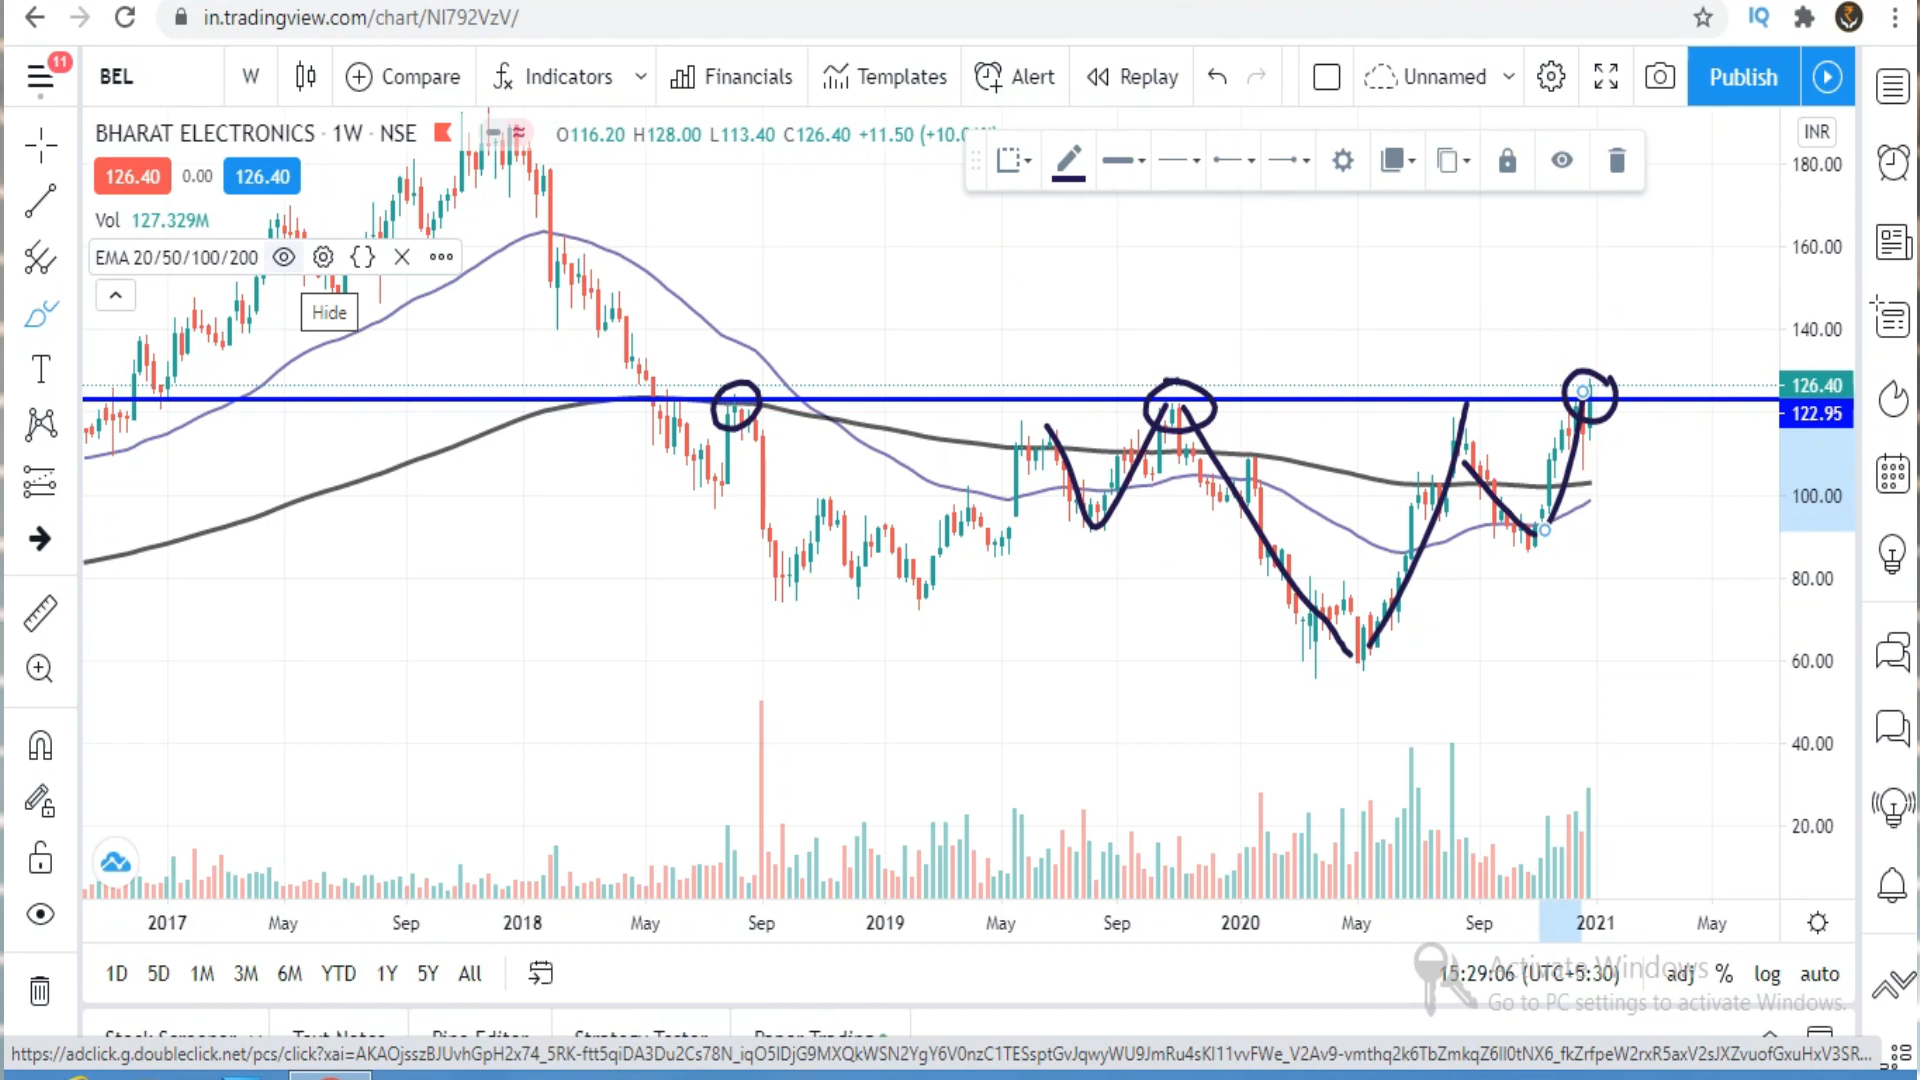 in.tradingview.com/chart/NI792VzV/
IQ
11
BEL W Compare Indicators Financials Templates Alert Replay Unnamed Publish
BHARAT ELECTRONICS · 1W · NSE O116.20 H128.00 L113.40 C126.40 +11.50
INR
126.40 0.00 126.40
Vol 127.329M
EMA 20/50/100/200
Hide
180.00
160.00
140.00
126.40
122.95
100.00
80.00
60.00
40.00
20.00
2017 May Sep 2018 May Sep 2019 May Sep 2020 May Sep 2021 May
1D 5D 1M 3M 6M YTD 1Y 5Y All
15:29:06 (UTC+5:30) adj % log auto
Activate Windows
Go to PC settings to activate Windows.